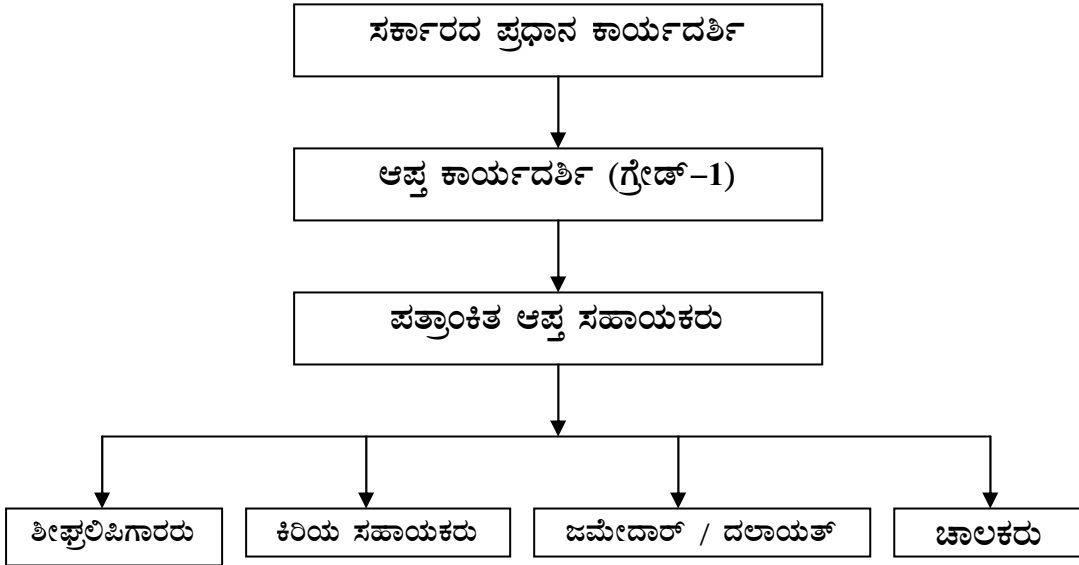 ಸರ್ಕಾರದ ಪ್ರಧಾನ ಕಾರ್ಯದರ್ಶಿ
ಆಪ್ತ ಕಾರ್ಯದರ್ಶಿ (ಗ್ರೇಡ್-1)
ಪತ್ರಾಂಕಿತ ಆಪ್ತ ಸಹಾಯಕರು
ಶೀಘ್ರಲಿಪಿಗಾರರು
ಕಿರಿಯ ಸಹಾಯಕರು
ಜಮೇದಾರ್ / ದಲಾಯತ್
ಚಾಲಕರು